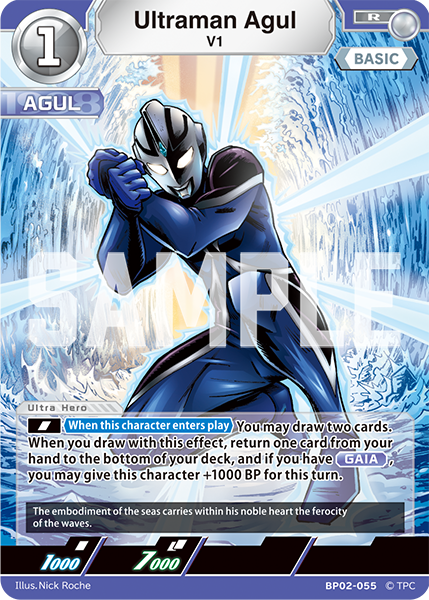 1
Ultraman Agul
V1
R
BASIC
AGUL
SAMPLE
Ultra Hero
When this character enters play You may draw two cards.
When you draw with this effect, return one card from your
hand to the bottom of your deck, and if you have GAIA ,
you may give this character +1000 BP for this turn.
The embodiment of the seas carries within his noble heart the ferocity
of the waves.
1000
7000
Illus. Nick Roche
BP02-055 © TPC